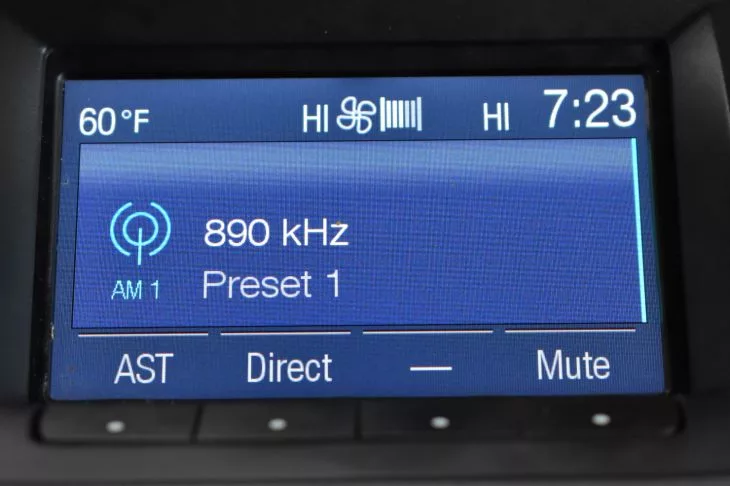 60°F HI HI 7:23
890 kHz
AM 1 Preset 1
AST Direct — Mute